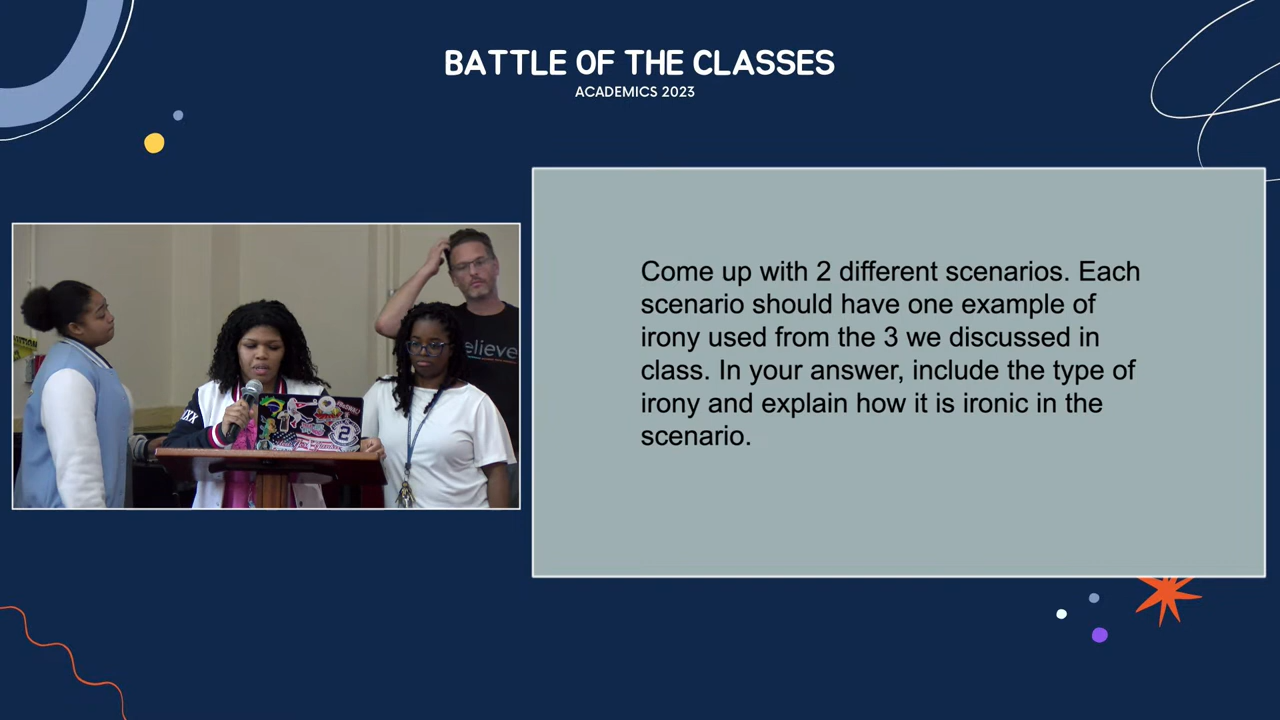 BATTLE OF THE CLASSES
ACADEMICS 2023
Come up with 2 different scenarios. Each
scenario should have one example of
irony used from the 3 we discussed in
class. In your answer, include the type of
irony and explain how it is ironic in the
scenario.
elieve
2